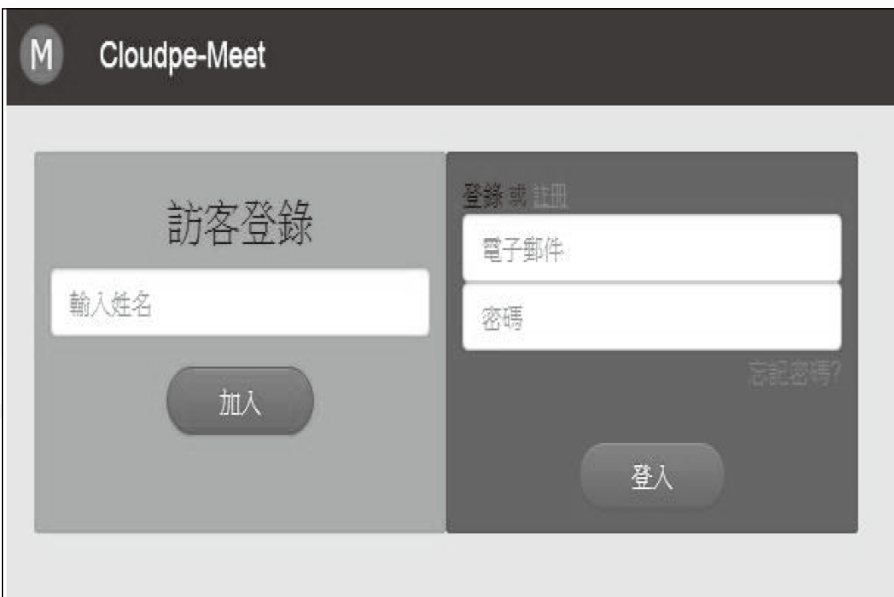 M Cloudpe-Meet
訪客登錄
輸入姓名
加入
登錄 或 註冊
電子郵件
密碼
忘記密碼?
登入